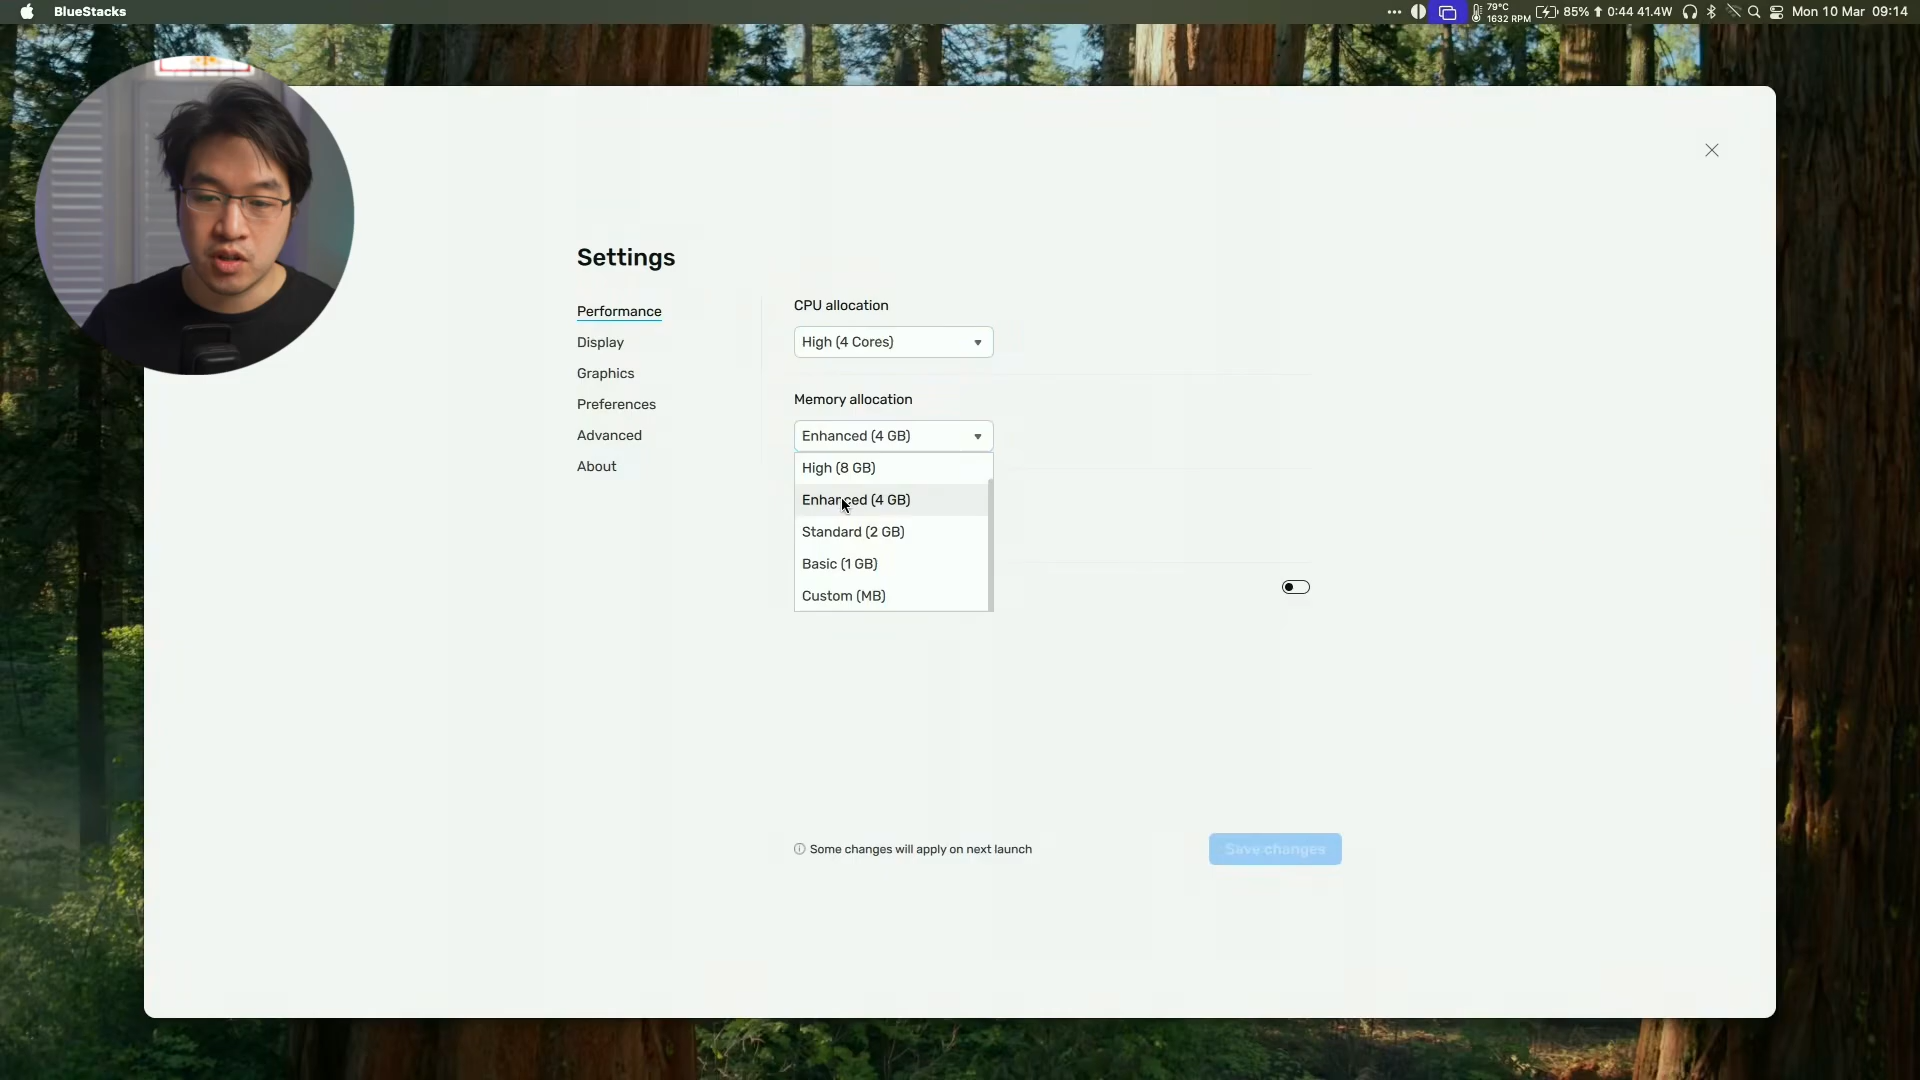 BlueStacks
79°C
1632 RPM
85% 0:44 41.4W
Mon 10 Mar 09:14
Settings
Performance
Display
Graphics
Preferences
Advanced
About
CPU allocation
High (4 Cores)
Memory allocation
Enhanced (4 GB)
High (8 GB)
Enhanced (4 GB)
Standard (2 GB)
Basic (1 GB)
Custom (MB)
Some changes will apply on next launch
Save changes